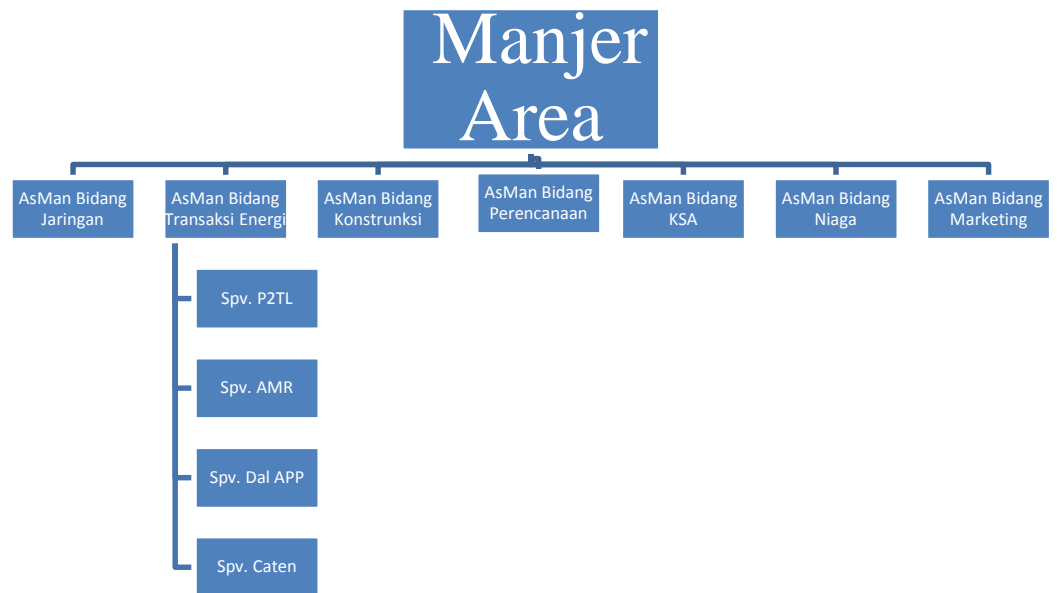 Manjer
Area
AsMan Bidang
Jaringan
AsMan Bidang
Transaksi Energi
AsMan Bidang
Konstrunksi
AsMan Bidang
Perencanaan
AsMan Bidang
KSA
AsMan Bidang
Niaga
AsMan Bidang
Marketing
Spv. P2TL
Spv. AMR
Spv. Dal APP
Spv. Caten